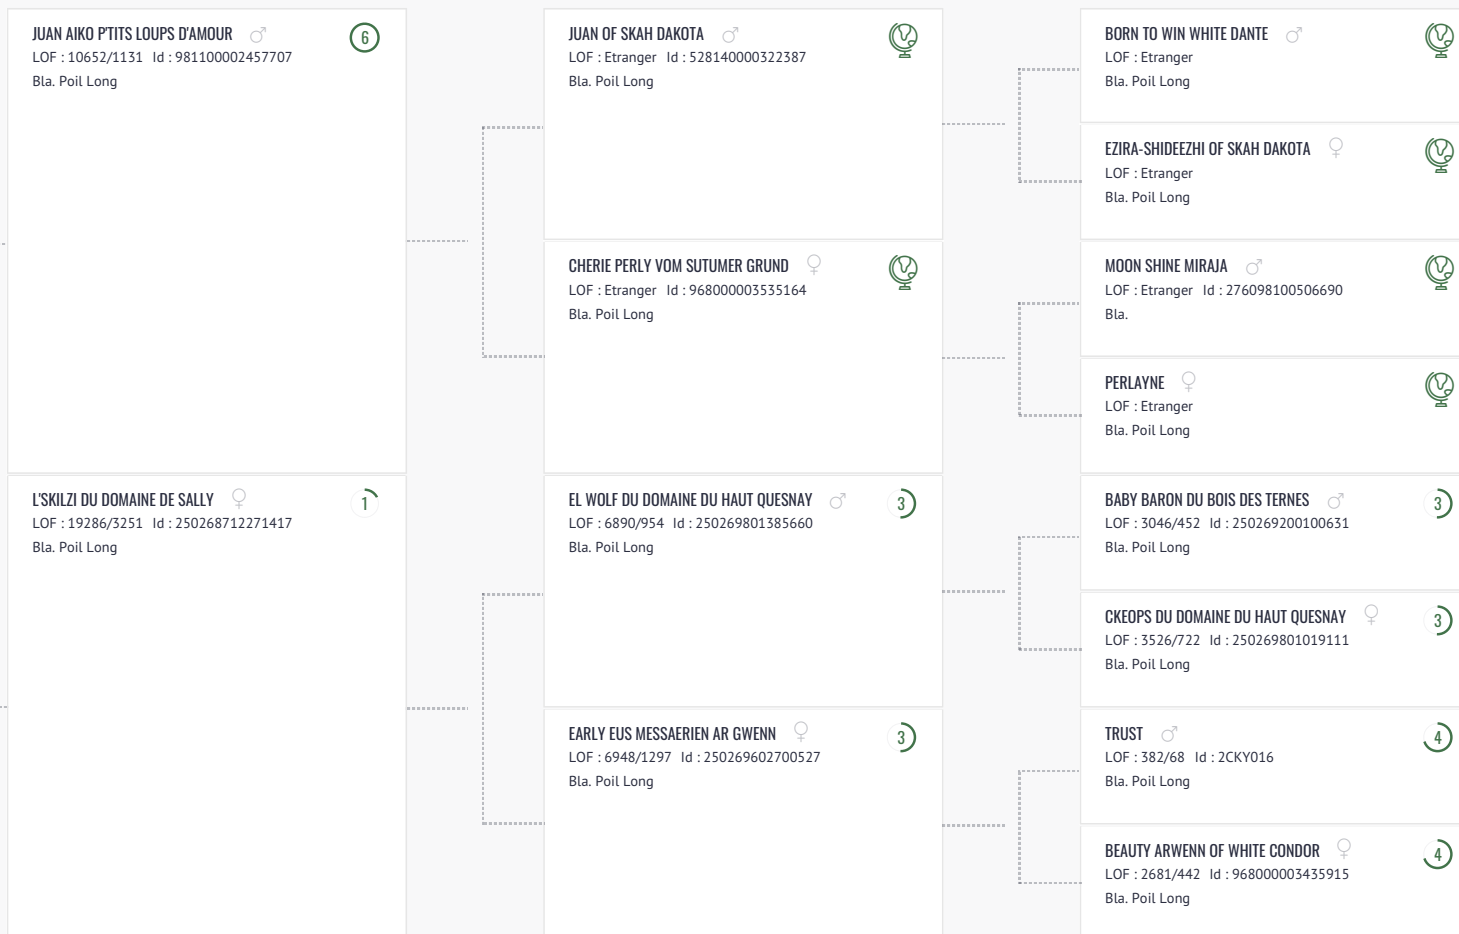 JUAN AIKO P'TITS LOUPS D'AMOUR ♂ 6
LOF : 10652/1131 Id : 981100002457707
Bla. Poil Long
L'SKILZI DU DOMAINE DE SALLY ♀ 1
LOF : 19286/3251 Id : 250268712271417
Bla. Poil Long
JUAN OF SKAH DAKOTA ♂
LOF : Etranger Id : 528140000322387
Bla. Poil Long
CHERIE PERLY VOM SUTUMER GRUND ♀
LOF : Etranger Id : 968000003535164
Bla. Poil Long
EL WOLF DU DOMAINE DU HAUT QUESNAY ♂ 3
LOF : 6890/954 Id : 250269801385660
Bla. Poil Long
EARLY EUS MESSAERIEN AR GWENN ♀ 3
LOF : 6948/1297 Id : 250269602700527
Bla. Poil Long
BORN TO WIN WHITE DANTE ♂
LOF : Etranger
Bla. Poil Long
EZIRA-SHIDEEZHI OF SKAH DAKOTA ♀
LOF : Etranger
Bla. Poil Long
MOON SHINE MIRAJA ♂
LOF : Etranger Id : 276098100506690
Bla.
PERLAYNE ♀
LOF : Etranger
Bla. Poil Long
BABY BARON DU BOIS DES TERNES ♂ 3
LOF : 3046/452 Id : 250269200100631
Bla. Poil Long
CKEOPS DU DOMAINE DU HAUT QUESNAY ♀ 3
LOF : 3526/722 Id : 250269801019111
Bla. Poil Long
TRUST ♂ 4
LOF : 382/68 Id : 2CKY016
Bla. Poil Long
BEAUTY ARWENN OF WHITE CONDOR ♀ 4
LOF : 2681/442 Id : 968000003435915
Bla. Poil Long